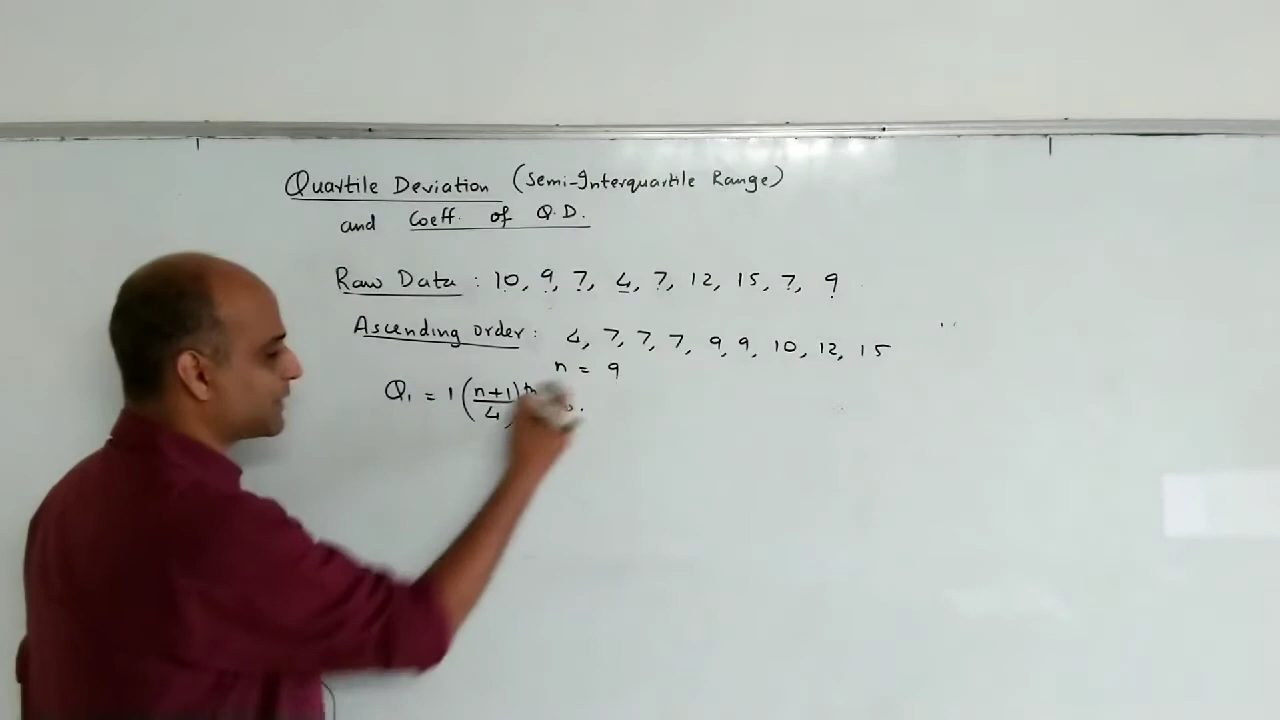 Quartile Deviation (Semi-Interquartile Range)
and Coeff. of Q.D.
Raw Data : 10, 9, 7, 4, 7, 12, 15, 7, 9
Ascending order : 4, 7, 7, 7, 9, 9, 10, 12, 15
n = 9
Q₁ = 1 (n+1)/4) th